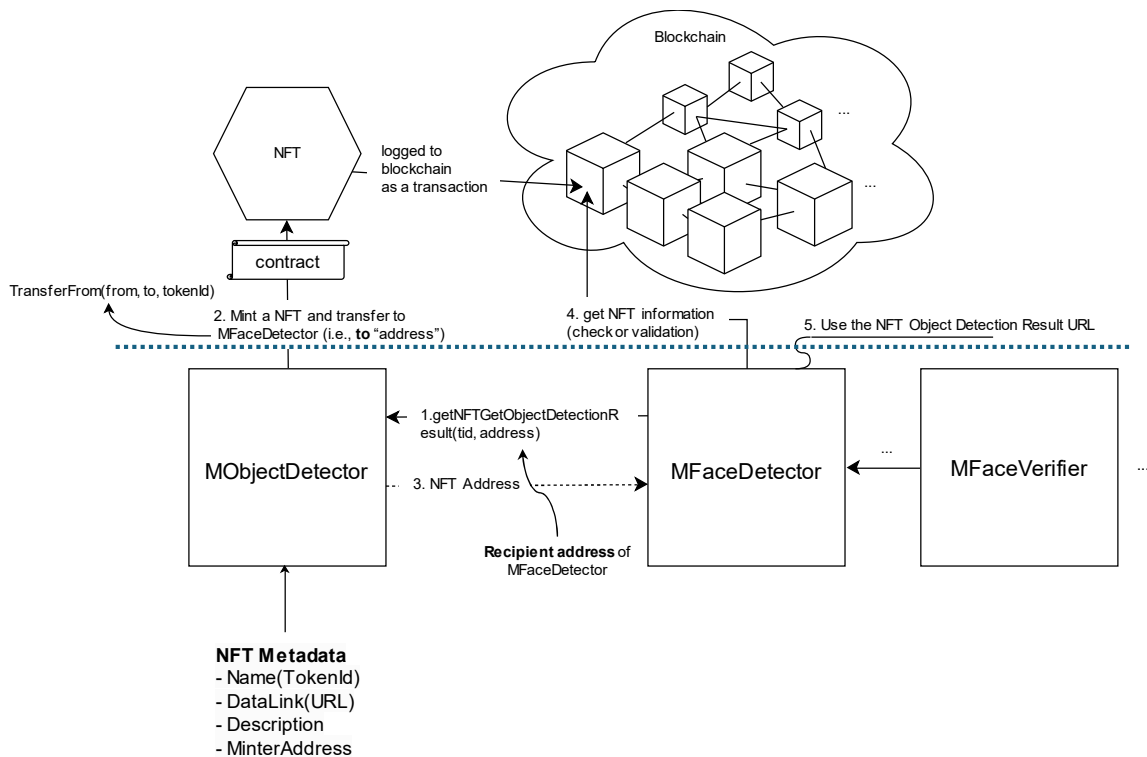 Blockchain
...
NFT
logged to
blockchain
as a transaction
...
contract
TransferFrom(from, to, tokenId)
2. Mint a NFT and transfer to
MFaceDetector (i.e., to “address”)
4. get NFT information
(check or validation)
5. Use the NFT Object Detection Result URL
1.getNFTGetObjectDetectionR
esult(tid, address)
MObjectDetector
MFaceDetector
...
MFaceVerifier
...
3. NFT Address
Recipient address of
MFaceDetector
NFT Metadata
- Name(TokenId)
- DataLink(URL)
- Description
- MinterAddress